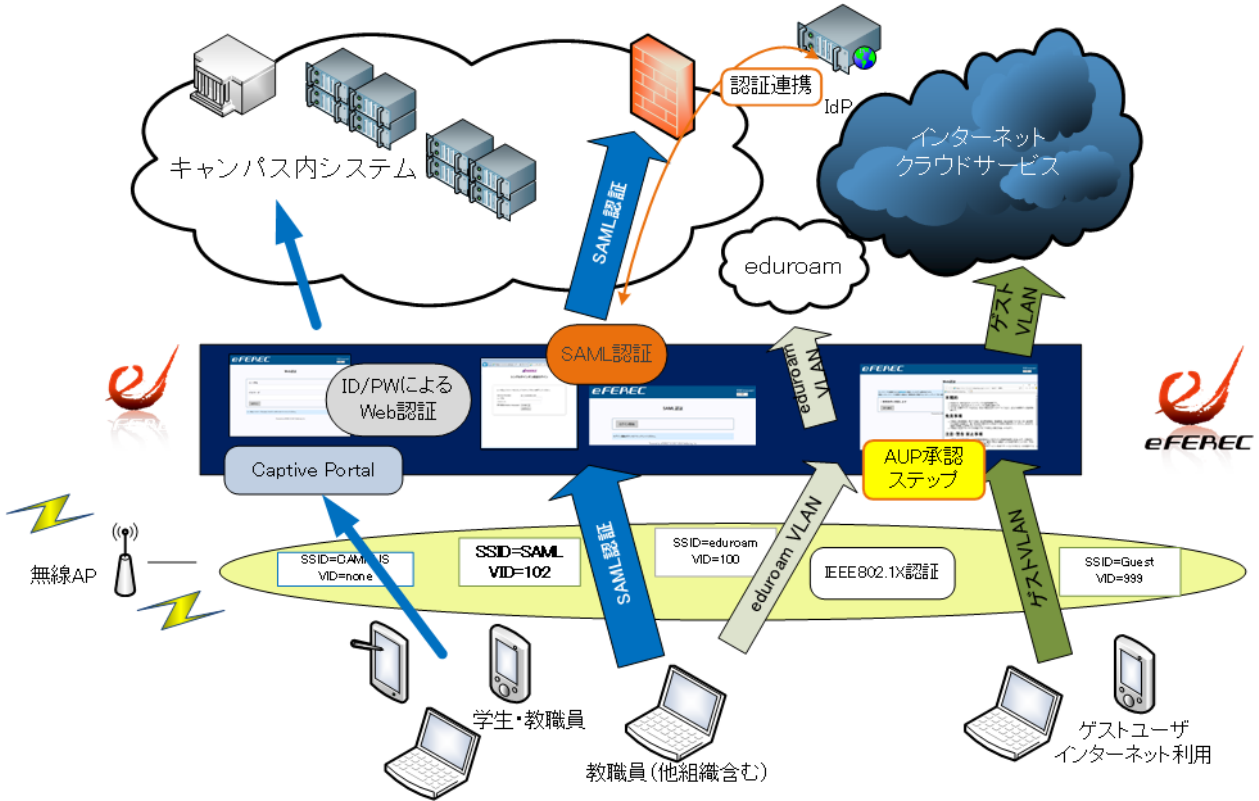 認証連携
IdP
インターネット
クラウドサービス
キャンパス内システム
SAML認証
eduroam
ゲスト
VLAN
eduroam
VLAN
SAML認証
eFEREC
ID/PWによる
Web認証
eFEREC
SAML認証
eFEREC
eFEREC
Captive Portal
AUP承認
ステップ
SSID=CAMPUS
VID=none
SSID=SAML
VID=102
SAML認証
SSID=eduroam
VID=100
eduroam VLAN
IEEE802.1X認証
ゲストVLAN
SSID=Guest
VID=999
無線AP
学生・教職員
教職員(他組織含む)
ゲストユーザ
インターネット利用